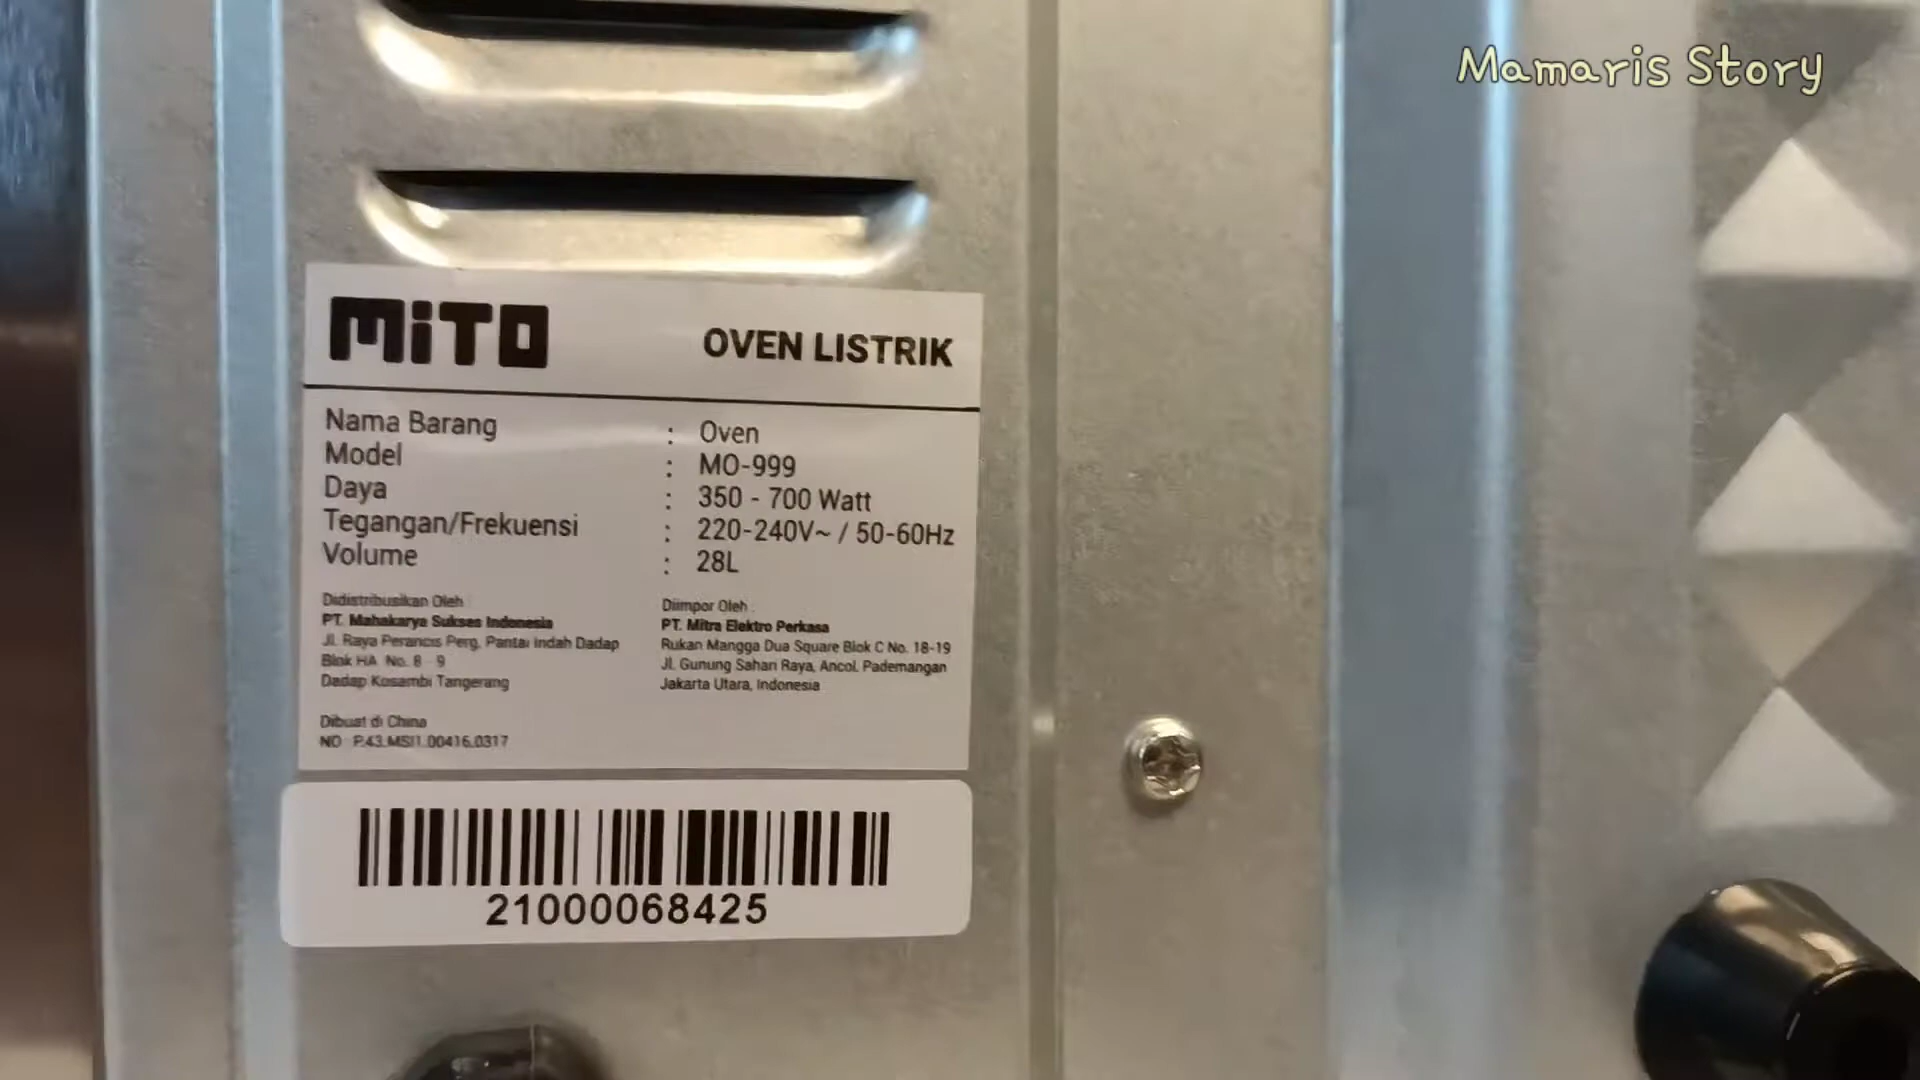 Mamaris Story
MiTO
OVEN LISTRIK
Nama Barang : Oven
Model : MO-999
Daya : 350 - 700 Watt
Tegangan/Frekuensi : 220-240V~ / 50-60Hz
Volume : 28L
Didistribusikan Oleh :
PT. Mahakarya Sukses Indonesia
Jl. Raya Perancis Perg. Pantai Indah Dadap
Blok HA No. 8 - 9
Dadap Kosambi Tangerang
Diimpor Oleh :
PT. Mitra Elektro Perkasa
Rukan Mangga Dua Square Blok C No. 18-19
Jl. Gunung Sahari Raya, Ancol, Pademangan
Jakarta Utara, Indonesia
Dibuat di China
NO : P.43.MSI1.00416.0317
21000068425